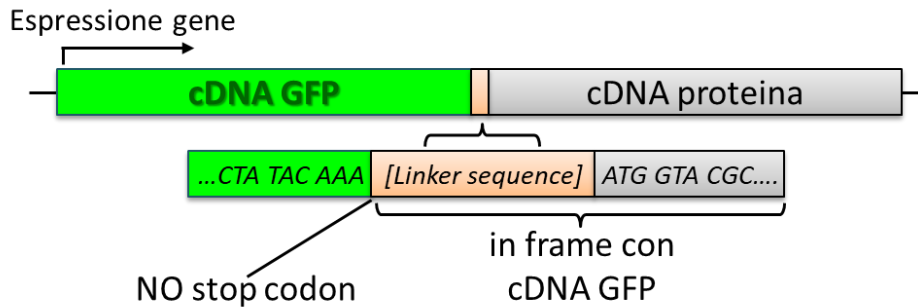 Espressione gene
cDNA GFP
cDNA proteina
...CTA TAC AAA
[Linker sequence]
ATG GTA CGC....
NO stop codon
in frame con
cDNA GFP